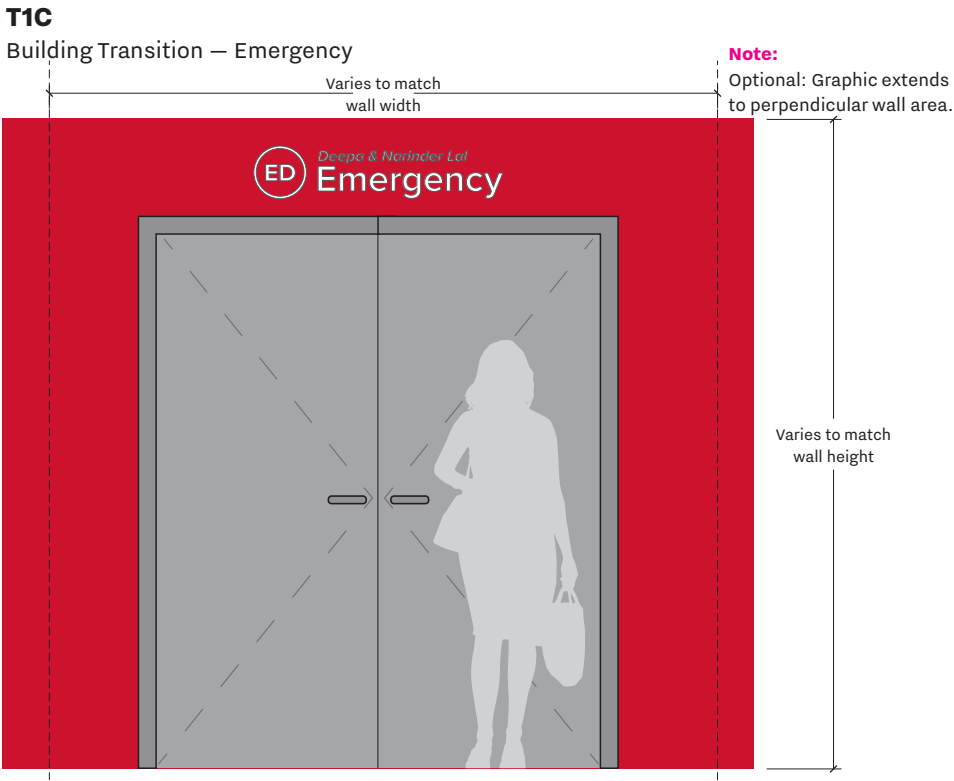 T1C
Building Transition — Emergency
Note:
Optional: Graphic extends
to perpendicular wall area.
Varies to match
wall width
ED
Deepa & Narinder Lal
Emergency
Varies to match
wall height